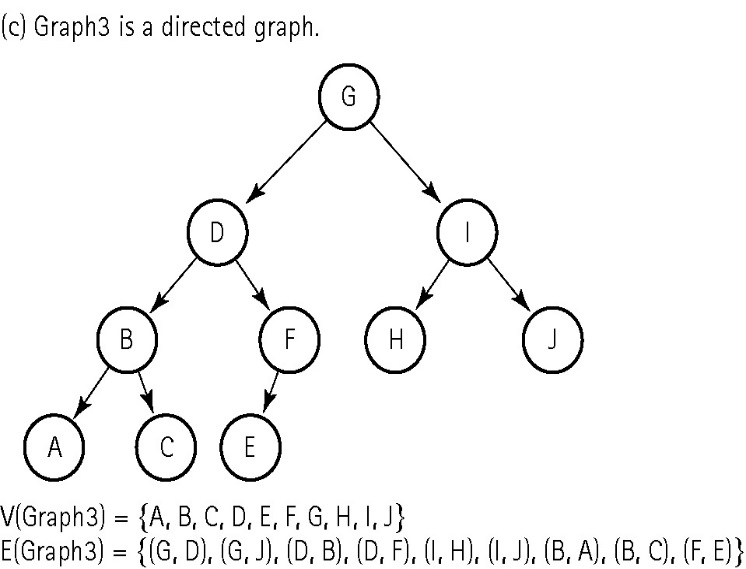 (c) Graph3 is a directed graph.
G
D I
B F H J
A C E
V(Graph3) = {A, B, C, D, E, F, G, H, I, J}
E(Graph3) = {(G, D), (G, J), (D, B), (D, F), (I, H), (I, J), (B, A), (B, C), (F, E)}